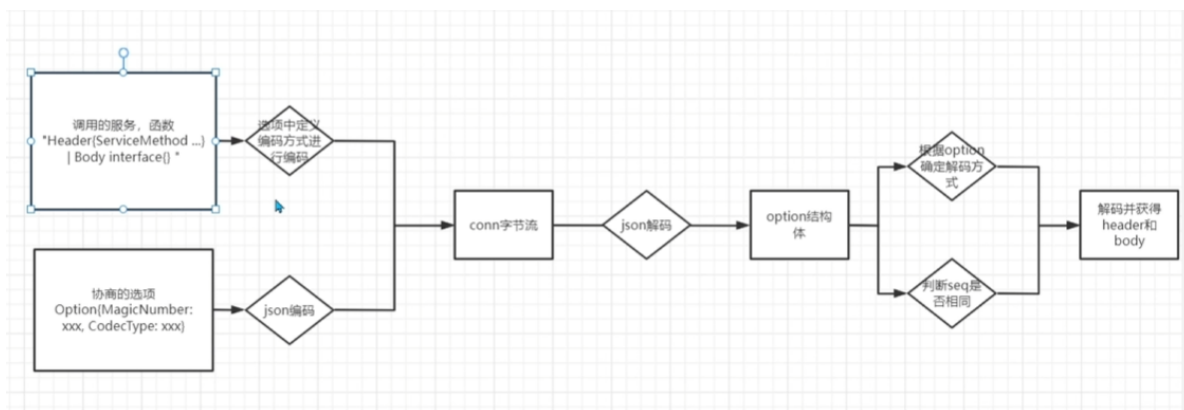 调用的服务，函数
"Header(ServiceMethod ...)
| Body interface() "
选项中定义
编码方式进
行编码
协商的选项
Option(MagicNumber:
xxx, CodecType: xxx)
json编码
conn字节流
json解码
option结构
体
根据option
确定解码方
式
判断seq是
否相同
解码并获得
header和
body